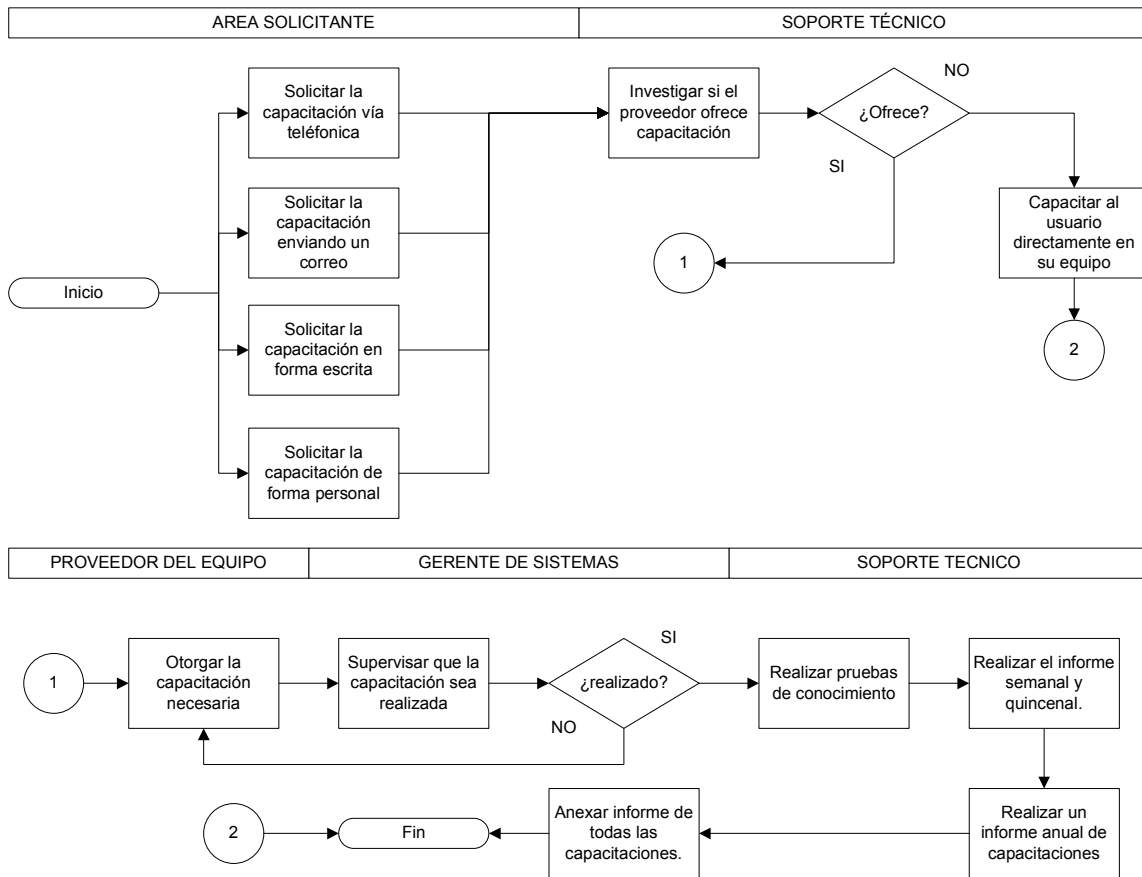 AREA SOLICITANTE
SOPORTE TÉCNICO
Solicitar la
capacitación vía
teléfonica
Investigar si el
proveedor ofrece
capacitación
¿Ofrece?
NO
SI
Solicitar la
capacitación
enviando un
correo
Capacitar al
usuario
directamente en
su equipo
1
Inicio
Solicitar la
capacitación en
forma escrita
2
Solicitar la
capacitación de
forma personal
PROVEEDOR DEL EQUIPO
GERENTE DE SISTEMAS
SOPORTE TECNICO
1
Otorgar la
capacitación
necesaria
Supervisar que la
capacitación sea
realizada
¿realizado?
SI
NO
Realizar pruebas
de conocimiento
Realizar el informe
semanal y
quincenal.
2
Fin
Anexar informe de
todas las
capacitaciones.
Realizar un
informe anual de
capacitaciones